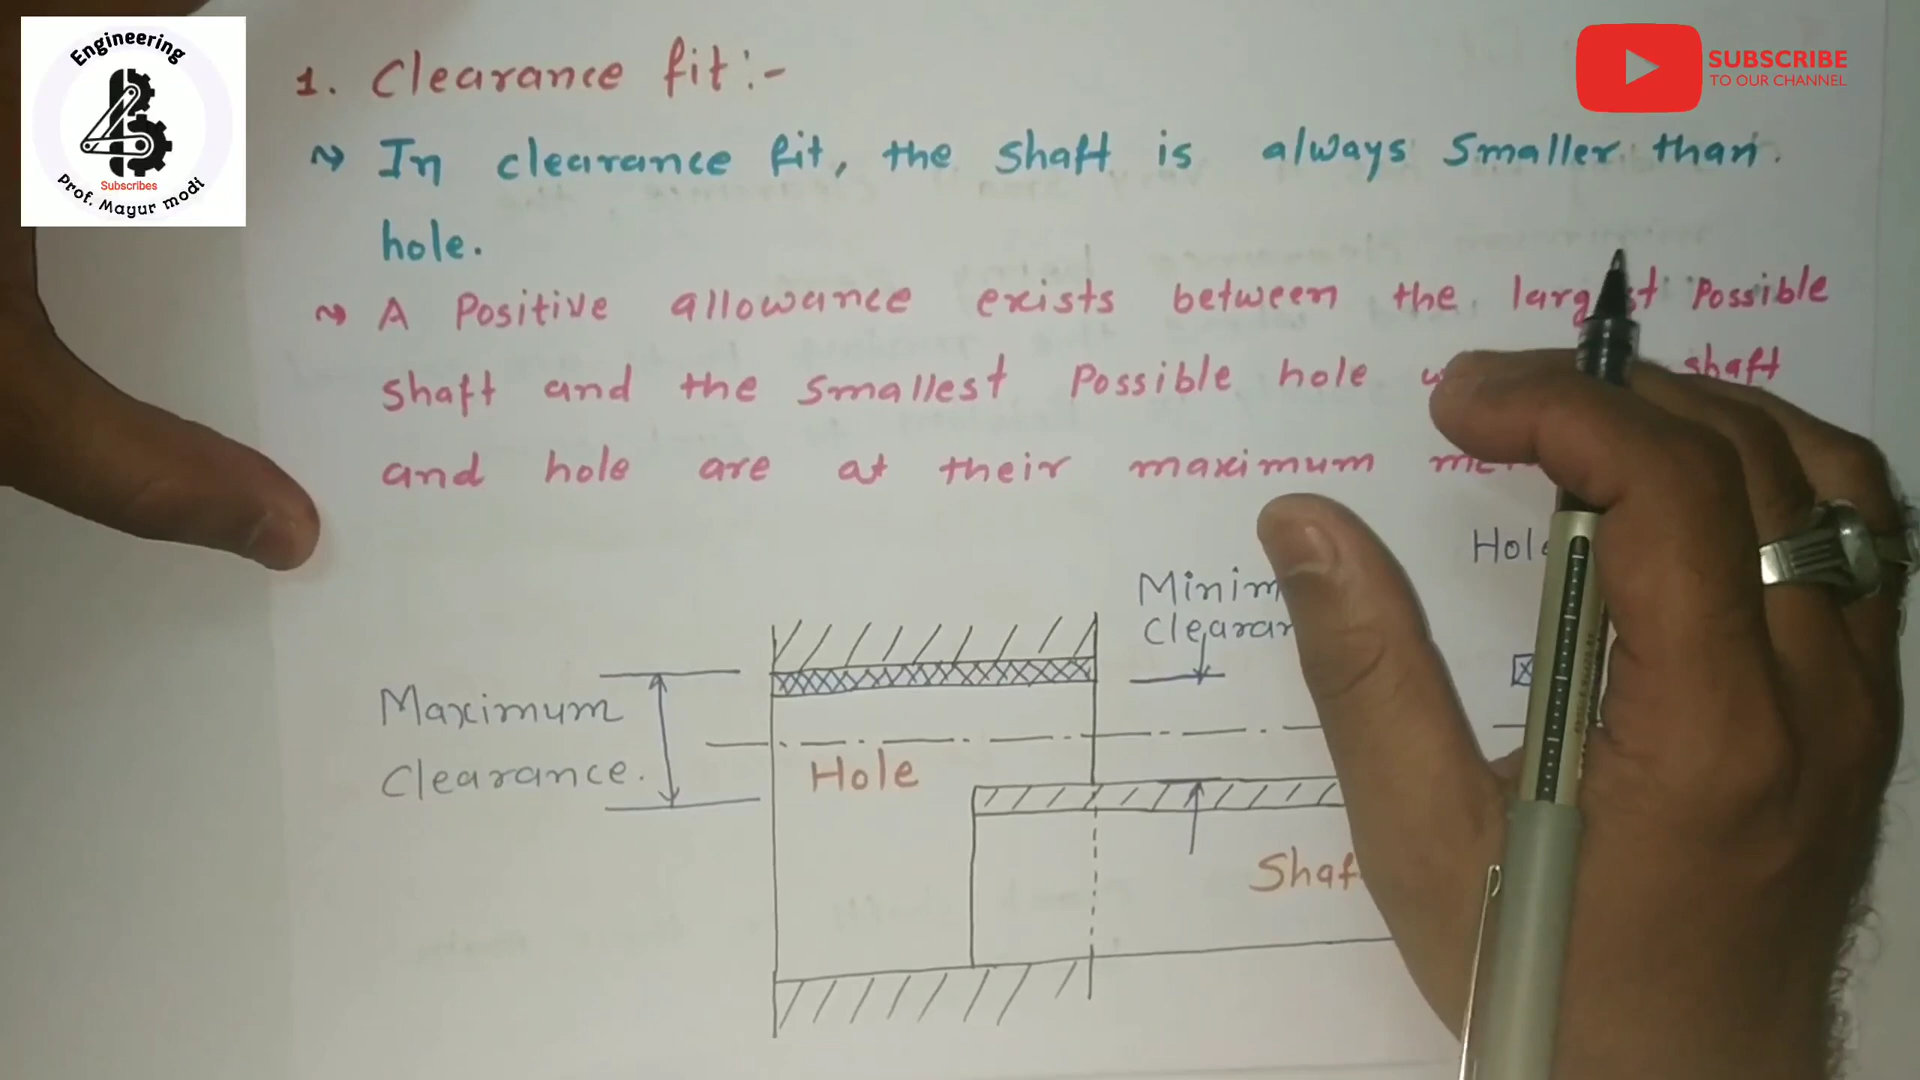 Engineering
Subscribes
Prof. Mayur modi
SUBSCRIBE
TO OUR CHANNEL
1. Clearance fit:-
In clearance fit, the shaft is always smaller than
hole.
A Positive allowance exists between the largest Possible
shaft and the smallest Possible hole shaft
and hole are at their maximum
Hole
Maximum
Clearance.
Hole